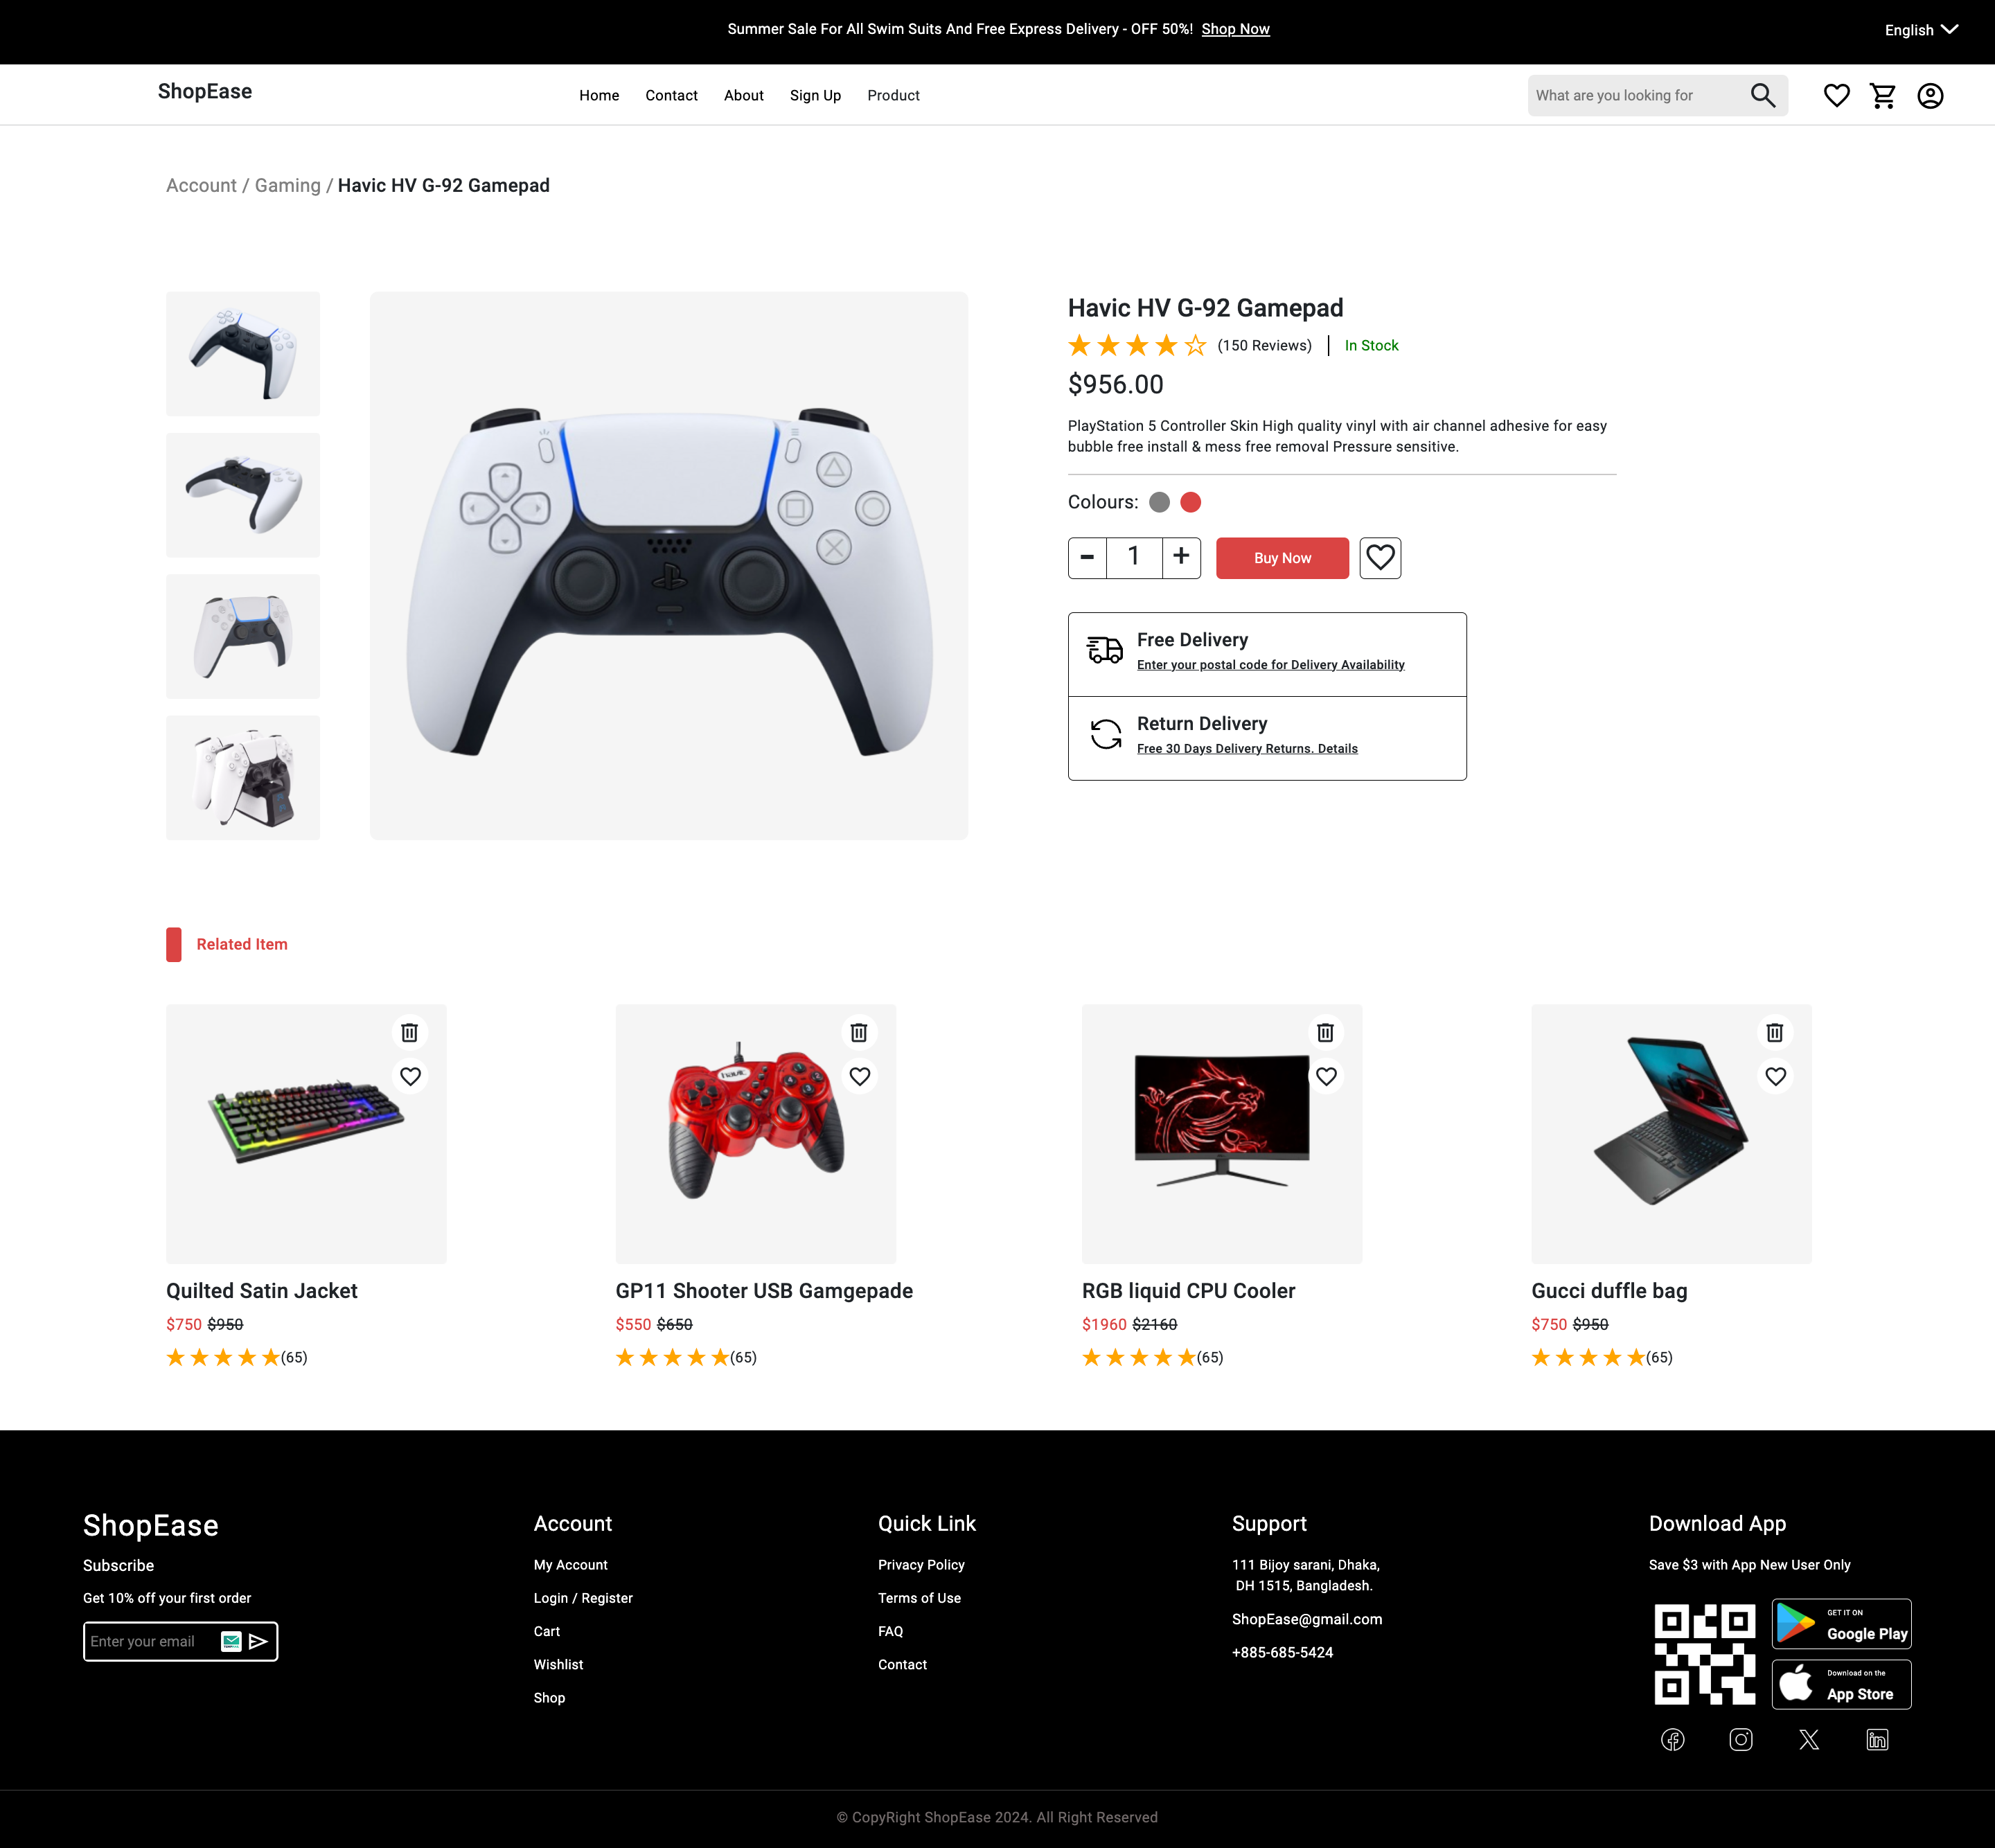 Summer Sale For All Swim Suits And Free Express Delivery - OFF 50%! Shop Now
English
ShopEase
Home Contact About Sign Up Product
What are you looking for
Account / Gaming / Havic HV G-92 Gamepad
Havic HV G-92 Gamepad
(150 Reviews) In Stock
$956.00
PlayStation 5 Controller Skin High quality vinyl with air channel adhesive for easy
bubble free install & mess free removal Pressure sensitive.
Colours:
- 1 +
Buy Now
Free Delivery
Enter your postal code for Delivery Availability
Return Delivery
Free 30 Days Delivery Returns. Details
Related Item
havic
Quilted Satin Jacket
$750 $950
(65)
GP11 Shooter USB Gamgepade
$550 $650
(65)
RGB liquid CPU Cooler
$1960 $2160
(65)
Gucci duffle bag
$750 $950
(65)
ShopEase
Subscribe
Get 10% off your first order
Enter your email
Account
My Account
Login / Register
Cart
Wishlist
Shop
Quick Link
Privacy Policy
Terms of Use
FAQ
Contact
Support
111 Bijoy sarani, Dhaka,
DH 1515, Bangladesh.
ShopEase@gmail.com
+885-685-5424
Download App
Save $3 with App New User Only
GET IT ON
Google Play
Download on the
App Store
© CopyRight ShopEase 2024. All Right Reserved